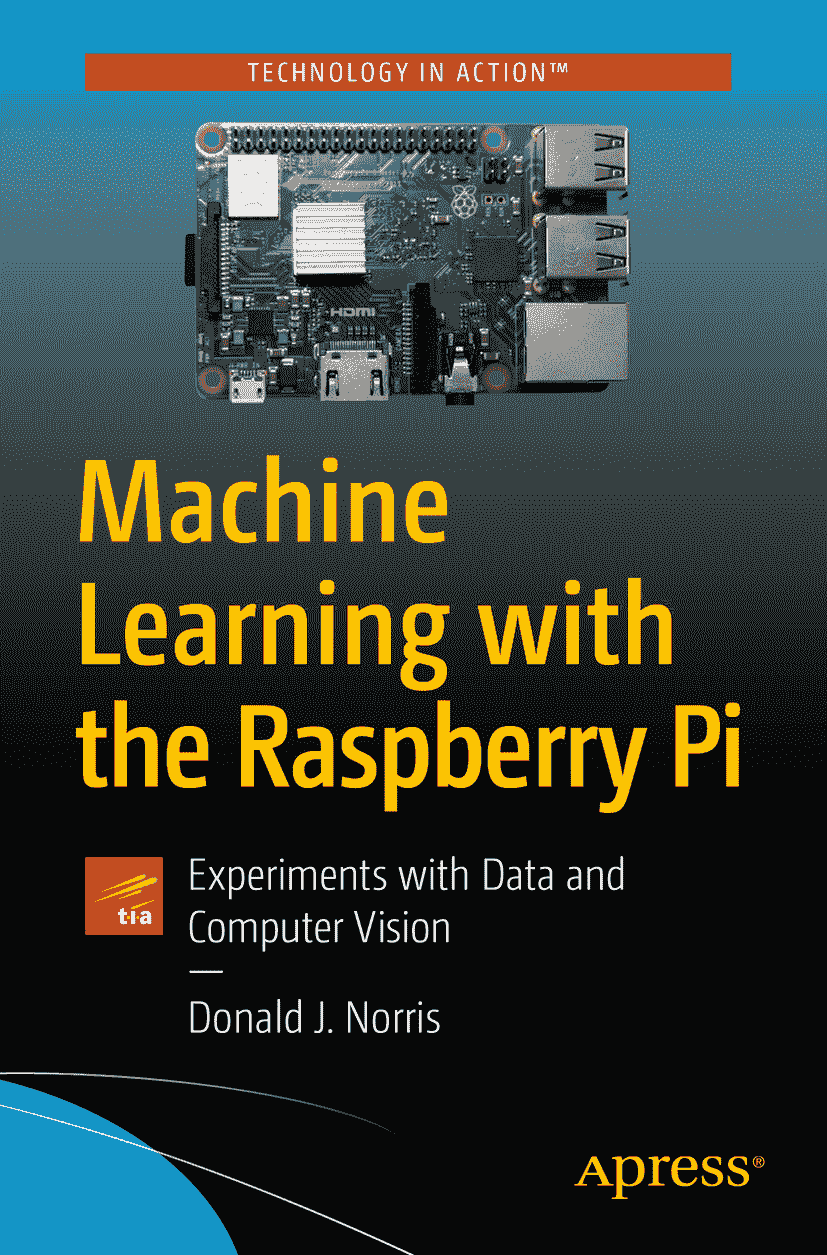 TECHNOLOGY IN ACTION™
HDMI
Machine
Learning with
the Raspberry Pi
t.i.a
Experiments with Data and
Computer Vision
—
Donald J. Norris
Apress®